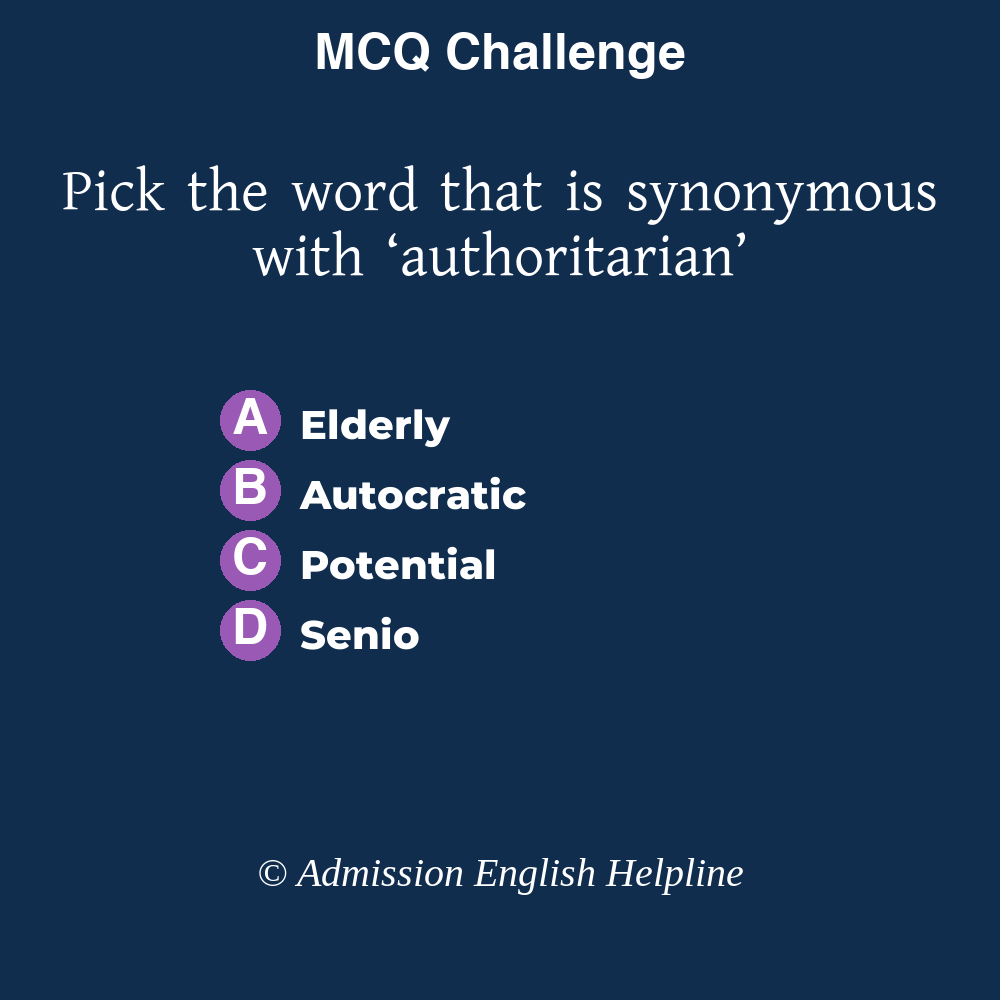 MCQ Challenge
Pick the word that is synonymous
with ‘authoritarian’
A Elderly
B Autocratic
C Potential
D Senio
© Admission English Helpline